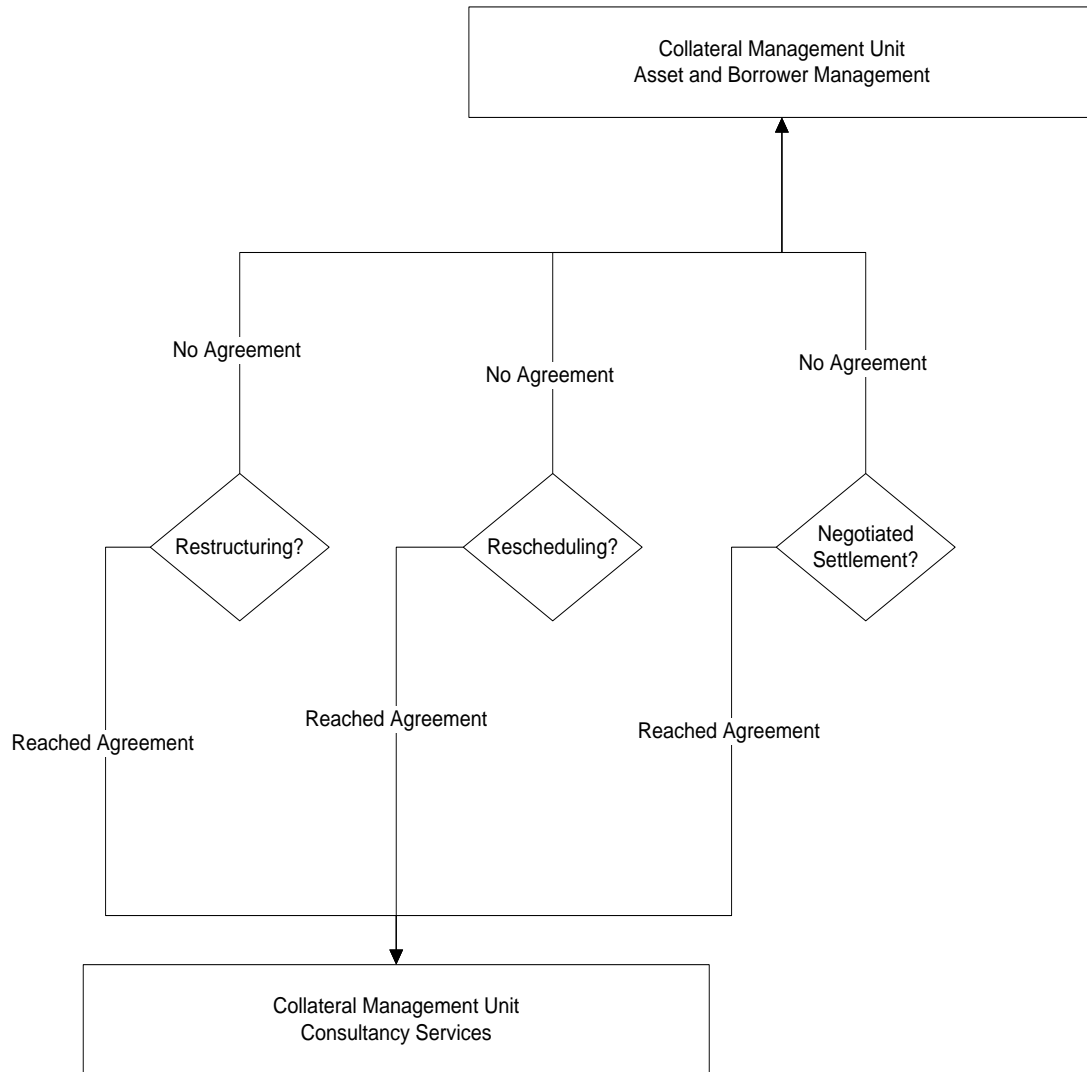 Collateral Management Unit
Asset and Borrower Management
No Agreement
No Agreement
No Agreement
Restructuring?
Rescheduling?
Negotiated
Settlement?
Reached Agreement
Reached Agreement
Reached Agreement
Collateral Management Unit
Consultancy Services